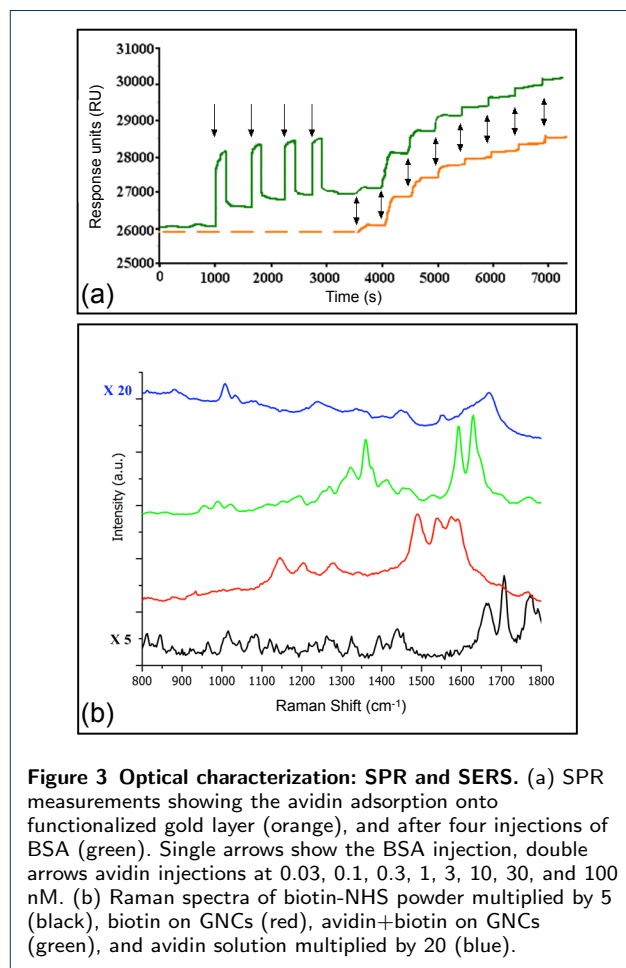 31000
30000
29000
28000
27000
26000
25000
Response units (RU)
0 1000 2000 3000 4000 5000 6000 7000
Time (s)
(a)
X 20
X 5
Intensity (a.u.)
800 900 1000 1100 1200 1300 1400 1500 1600 1700 1800
Raman Shift (cm-1)
(b)
Figure 3 Optical characterization: SPR and SERS. (a) SPR
measurements showing the avidin adsorption onto
functionalized gold layer (orange), and after four injections of
BSA (green). Single arrows show the BSA injection, double
arrows avidin injections at 0.03, 0.1, 0.3, 1, 3, 10, 30, and 100
nM. (b) Raman spectra of biotin-NHS powder multiplied by 5
(black), biotin on GNCs (red), avidin+biotin on GNCs
(green), and avidin solution multiplied by 20 (blue).